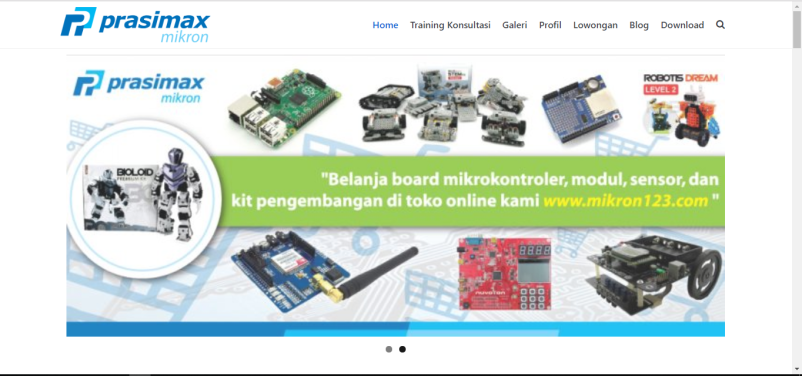 prasimax
mikron
Home Training Konsultasi Galeri Profil Lowongan Blog Download
prasimax
mikron
ROBOTIS DREAM
LEVEL 2
BIOLOID
"Belanja board mikrokontroler, modul, sensor, dan
kit pengembangan di toko online kami www.mikron123.com "